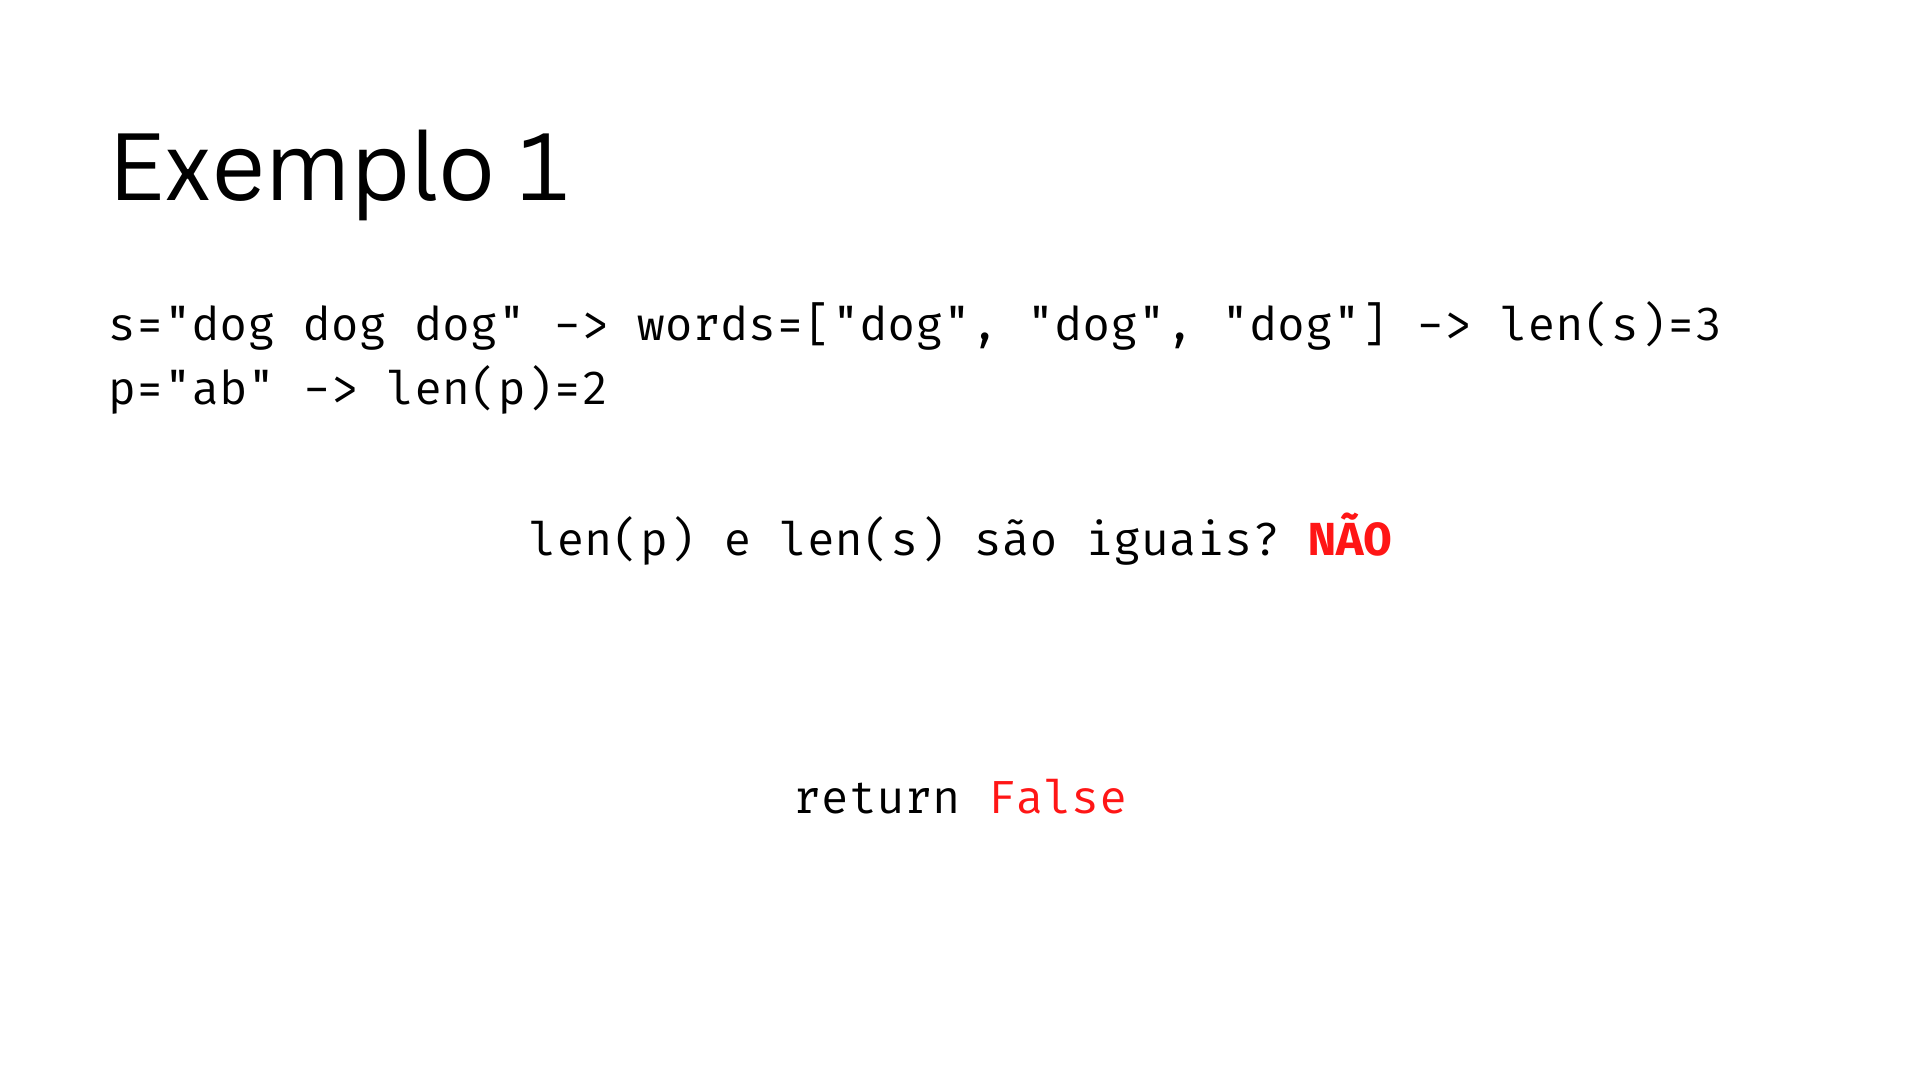 Exemplo 1
s="dog dog dog" -> words=["dog", "dog", "dog"] -> len(s)=3
p="ab" -> len(p)=2
len(p) e len(s) são iguais? NÃO
return False